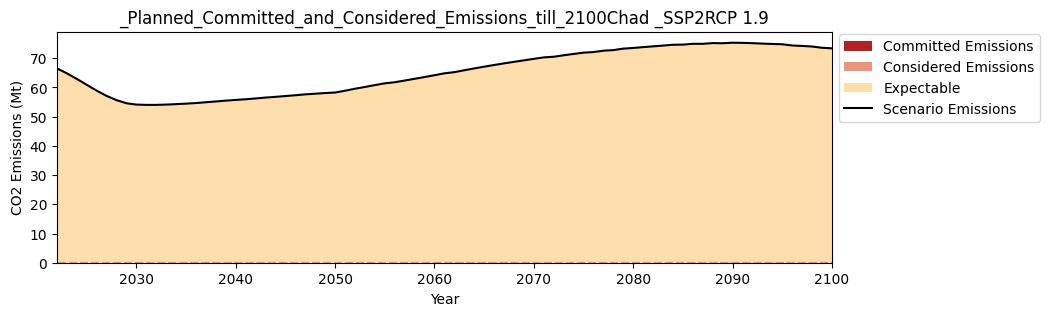 _Planned_Committed_and_Considered_Emissions_till_2100Chad _SSP2RCP 1.9
CO2 Emissions (Mt)
70
60
50
40
30
20
10
0
2030 2040 2050 2060 2070 2080 2090 2100
Year
Committed Emissions
Considered Emissions
Expectable
Scenario Emissions